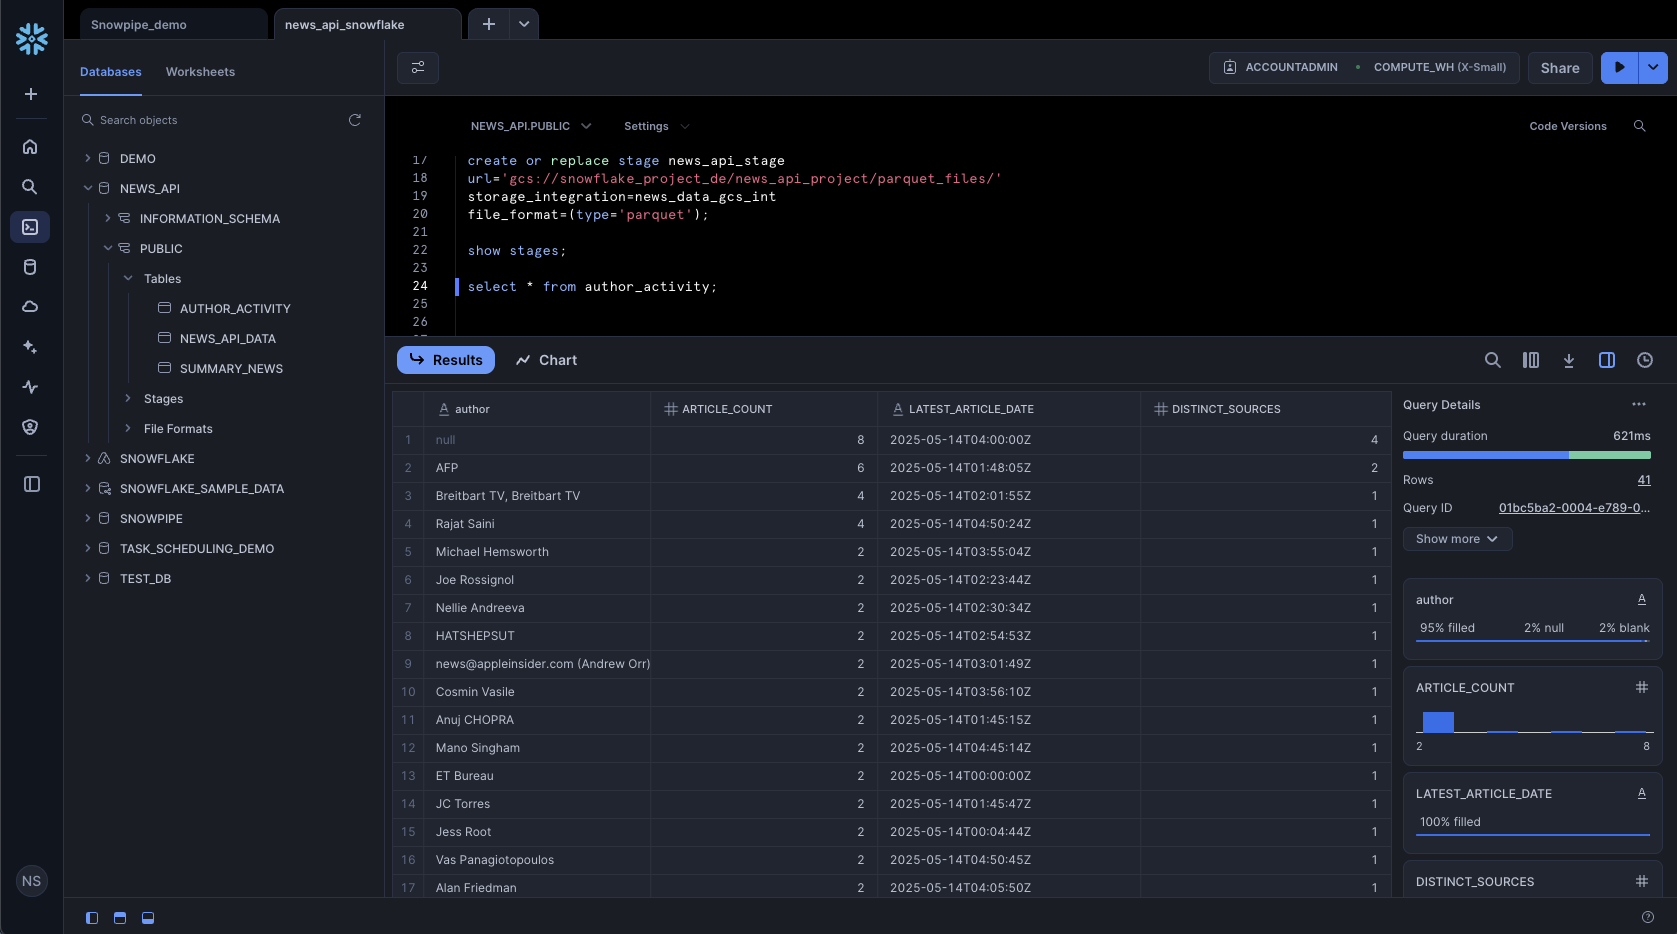 Snowpipe_demo
news_api_snowflake
Databases
Worksheets
ACCOUNTADMIN
COMPUTE_WH (X-Small)
Share
Search objects
DEMO
NEWS_API
INFORMATION_SCHEMA
PUBLIC
Tables
AUTHOR_ACTIVITY
NEWS_API_DATA
SUMMARY_NEWS
Stages
File Formats
SNOWFLAKE
SNOWFLAKE_SAMPLE_DATA
SNOWPIPE
TASK_SCHEDULING_DEMO
TEST_DB
NS
NEWS_API.PUBLIC
Settings
Code Versions
17 create or replace stage news_api_stage
18 url='gcs://snowflake_project_de/news_api_project/parquet_files/'
19 storage_integration=news_data_gcs_int
20 file_format=(type='parquet');
21
22 show stages;
23
24 select * from author_activity;
25
26
Results
Chart
author ARTICLE_COUNT LATEST_ARTICLE_DATE DISTINCT_SOURCES
1 null 8 2025-05-14T04:00:00Z 4
2 AFP 6 2025-05-14T01:48:05Z 2
3 Breitbart TV, Breitbart TV 4 2025-05-14T02:01:55Z 1
4 Rajat Saini 4 2025-05-14T04:50:24Z 1
5 Michael Hemsworth 2 2025-05-14T03:55:04Z 1
6 Joe Rossignol 2 2025-05-14T02:23:44Z 1
7 Nellie Andreeva 2 2025-05-14T02:30:34Z 1
8 HATSHEPSUT 2 2025-05-14T02:54:53Z 1
9 news@appleinsider.com (Andrew Orr) 2 2025-05-14T03:01:49Z 1
10 Cosmin Vasile 2 2025-05-14T03:56:10Z 1
11 Anuj CHOPRA 2 2025-05-14T01:45:15Z 1
12 Mano Singham 2 2025-05-14T04:45:14Z 1
13 ET Bureau 2 2025-05-14T00:00:00Z 1
14 JC Torres 2 2025-05-14T01:45:47Z 1
15 Jess Root 2 2025-05-14T00:04:44Z 1
16 Vas Panagiotopoulos 2 2025-05-14T04:50:45Z 1
17 Alan Friedman 2 2025-05-14T04:05:50Z 1
Query Details
Query duration 621ms
Rows 41
Query ID 01bc5ba2-0004-e789-0...
Show more
author A
95% filled 2% null 2% blank
ARTICLE_COUNT #
2 8
LATEST_ARTICLE_DATE A
100% filled
DISTINCT_SOURCES #